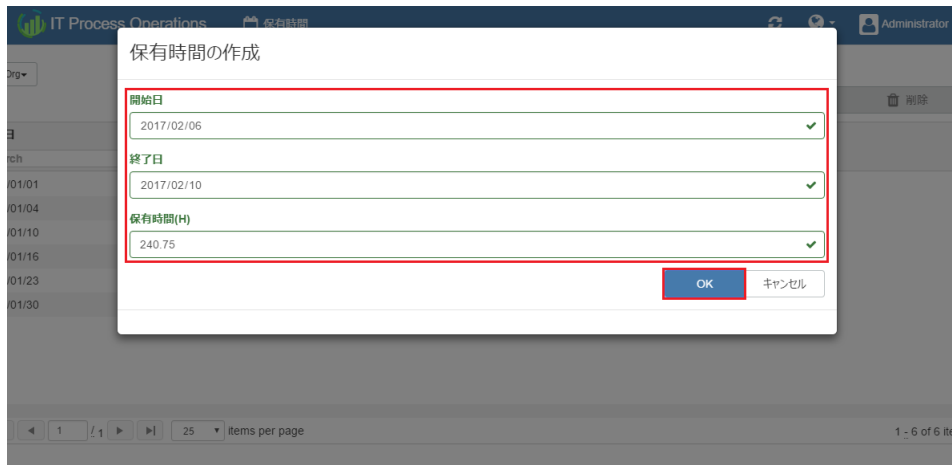 IT Process Operations 保有時間 Administrator
保有時間の作成
Org
削除
開始日
2017/02/06
日
rch
終了日
/01/01
2017/02/10
/01/04
保有時間(H)
/01/10
240.75
/01/16
/01/23
OK キャンセル
/01/30
1 / 1 25 items per page 1 - 6 of 6 ite